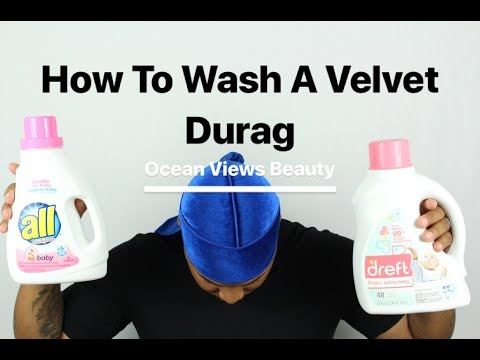 How To Wash A Velvet
Durag
Ocean Views Beauty
all
baby
dreft
48